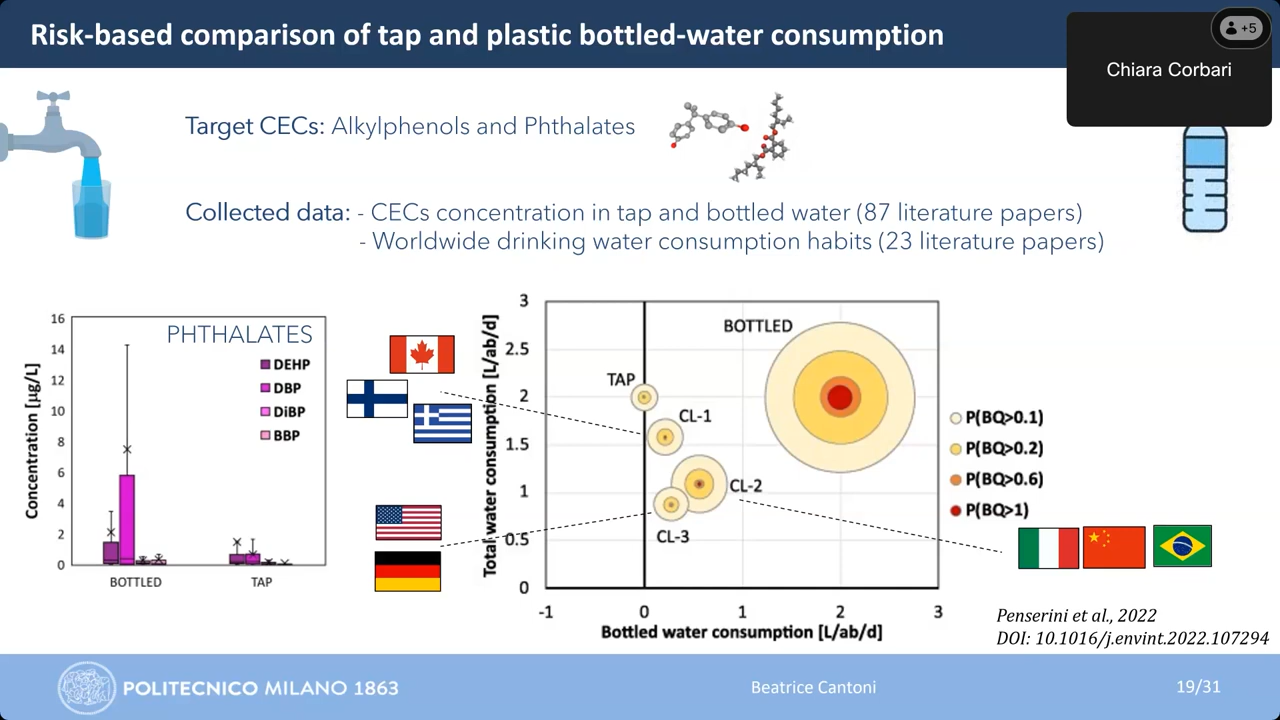 Risk-based comparison of tap and plastic bottled-water consumption
+5
Chiara Corbari
Target CECs: Alkylphenols and Phthalates
Collected data: - CECs concentration in tap and bottled water (87 literature papers)
- Worldwide drinking water consumption habits (23 literature papers)
Concentration [µg/L]
16
14
12
10
8
6
4
2
0
PHTHALATES
DEHP
DBP
DiBP
BBP
BOTTLED
TAP
Total water consumption [L/ab/d]
3
2.5
2
1.5
1
0.5
0
BOTTLED
TAP
CL-1
CL-2
CL-3
-1
0
1
2
3
Bottled water consumption [L/ab/d]
P(BQ>0.1)
P(BQ>0.2)
P(BQ>0.6)
P(BQ>1)
Penserini et al., 2022
DOI: 10.1016/j.envint.2022.107294
POLITECNICO MILANO 1863
Beatrice Cantoni
19/31